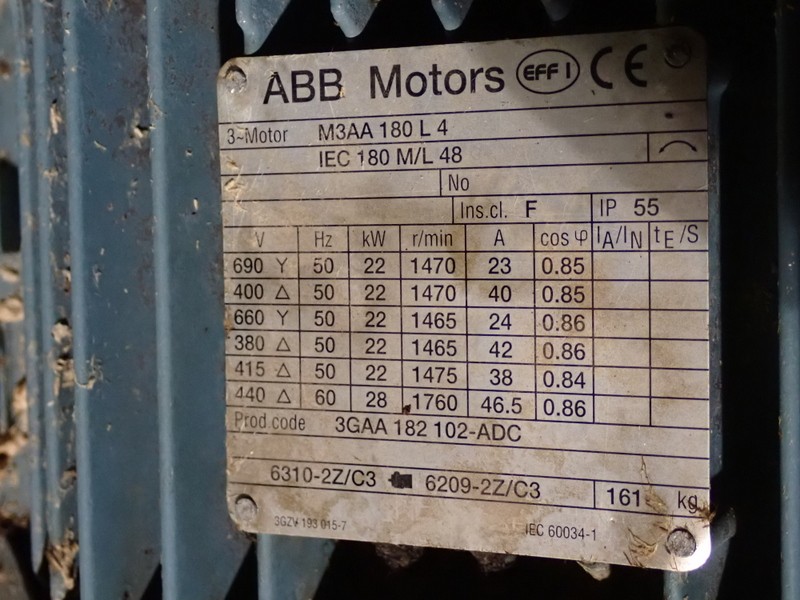 ABB Motors EFF I CE
3~Motor M3AA 180 L 4
IEC 180 M/L 48
No
Ins.cl. F IP 55
V Hz kW r/min A cos φ IA/IN tE/S
690 Y 50 22 1470 23 0.85
400 Δ 50 22 1470 40 0.85
660 Y 50 22 1465 24 0.86
380 Δ 50 22 1465 42 0.86
415 Δ 50 22 1475 38 0.84
440 Δ 60 28 1760 46.5 0.86
Prod.code 3GAA 182 102-ADC
6310-2Z/C3 6209-2Z/C3 161 kg
3GZV 193 015-7 IEC 60034-1